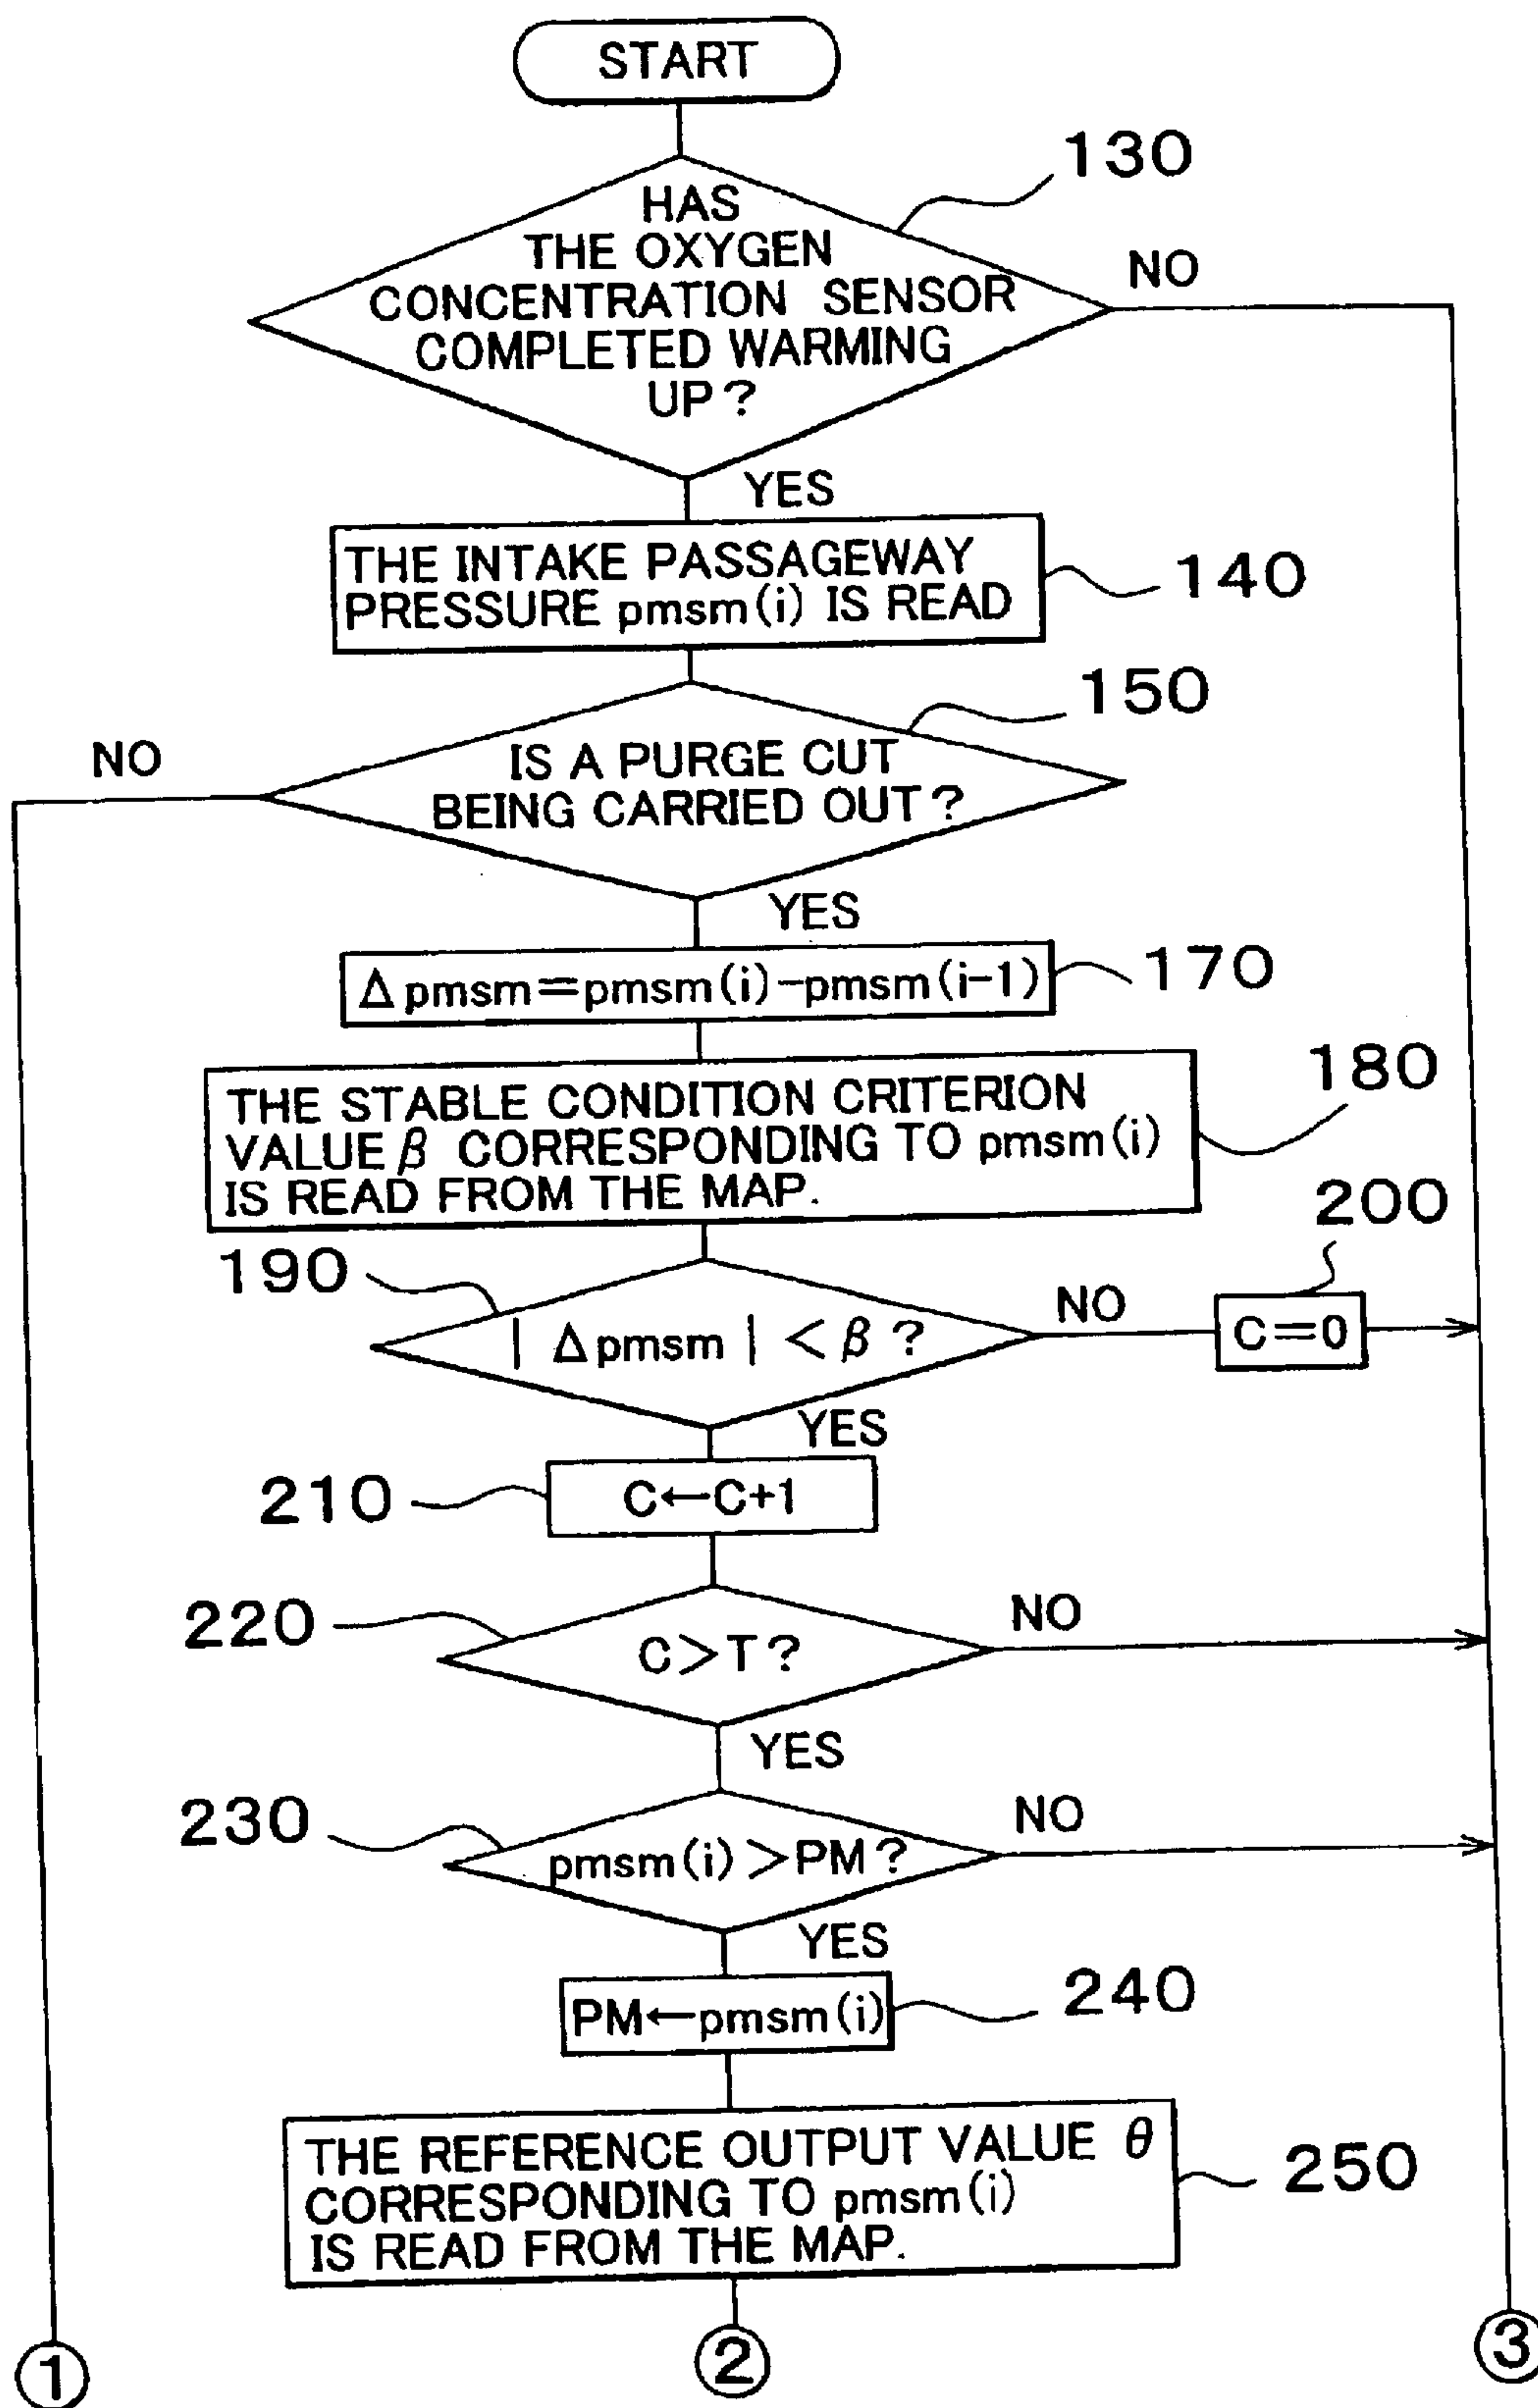 START
130
HAS
THE OXYGEN
CONCENTRATION SENSOR
COMPLETED WARMING
UP?
NO
YES
THE INTAKE PASSAGEWAY
PRESSURE pmsm(i) IS READ
140
150
NO
IS A PURGE CUT
BEING CARRIED OUT?
YES
Δpmsm=pmsm(i)-pmsm(i-1)
170
180
THE STABLE CONDITION CRITERION
VALUE β CORRESPONDING TO pmsm(i)
IS READ FROM THE MAP.
200
190
| Δpmsm | < β ?
NO
C=0
YES
210
C←C+1
220
C>T?
NO
YES
230
pmsm(i)>PM?
NO
YES
PM←pmsm(i)
240
THE REFERENCE OUTPUT VALUE θ
CORRESPONDING TO pmsm(i)
IS READ FROM THE MAP.
250
①
②
③